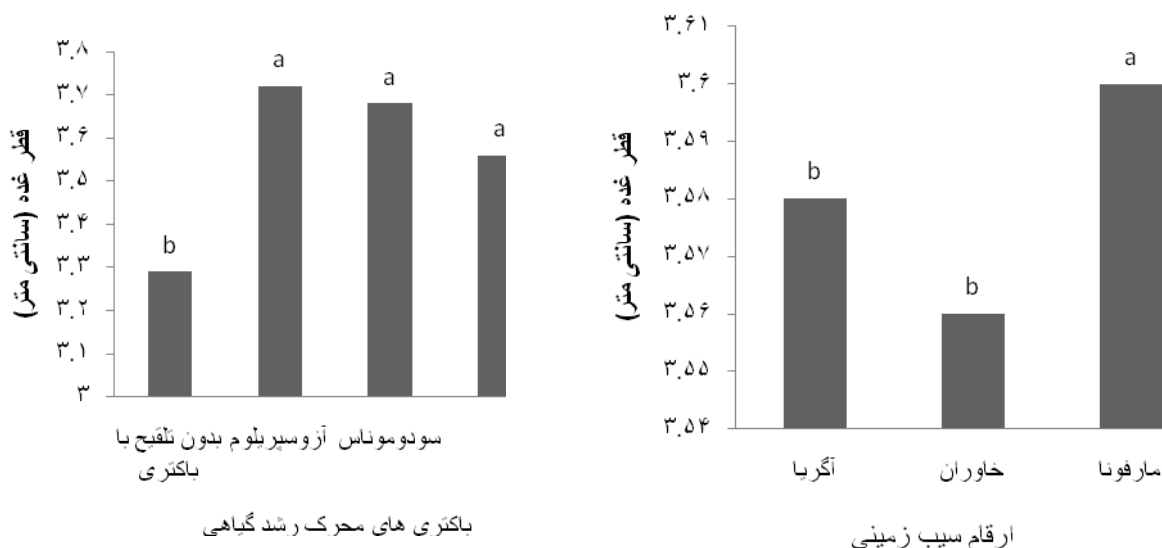 قطر غده (سانتی متر)
۳.۸
۳.۷
۳.۶
۳.۵
۳.۴
۳.۳
۳.۲
۳.۱
۳
b
a
a
a
سودوموناس آزوسپریلوم بدون تلقیح با
باکتری
باکتری های محرک رشد گیاهی
قطر غده (سانتی متر)
۳.۶۱
۳.۶
۳.۵۹
۳.۵۸
۳.۵۷
۳.۵۶
۳.۵۵
۳.۵۴
b
b
a
آگریا
خاوران
مارفونا
ارقام سیب زمینی